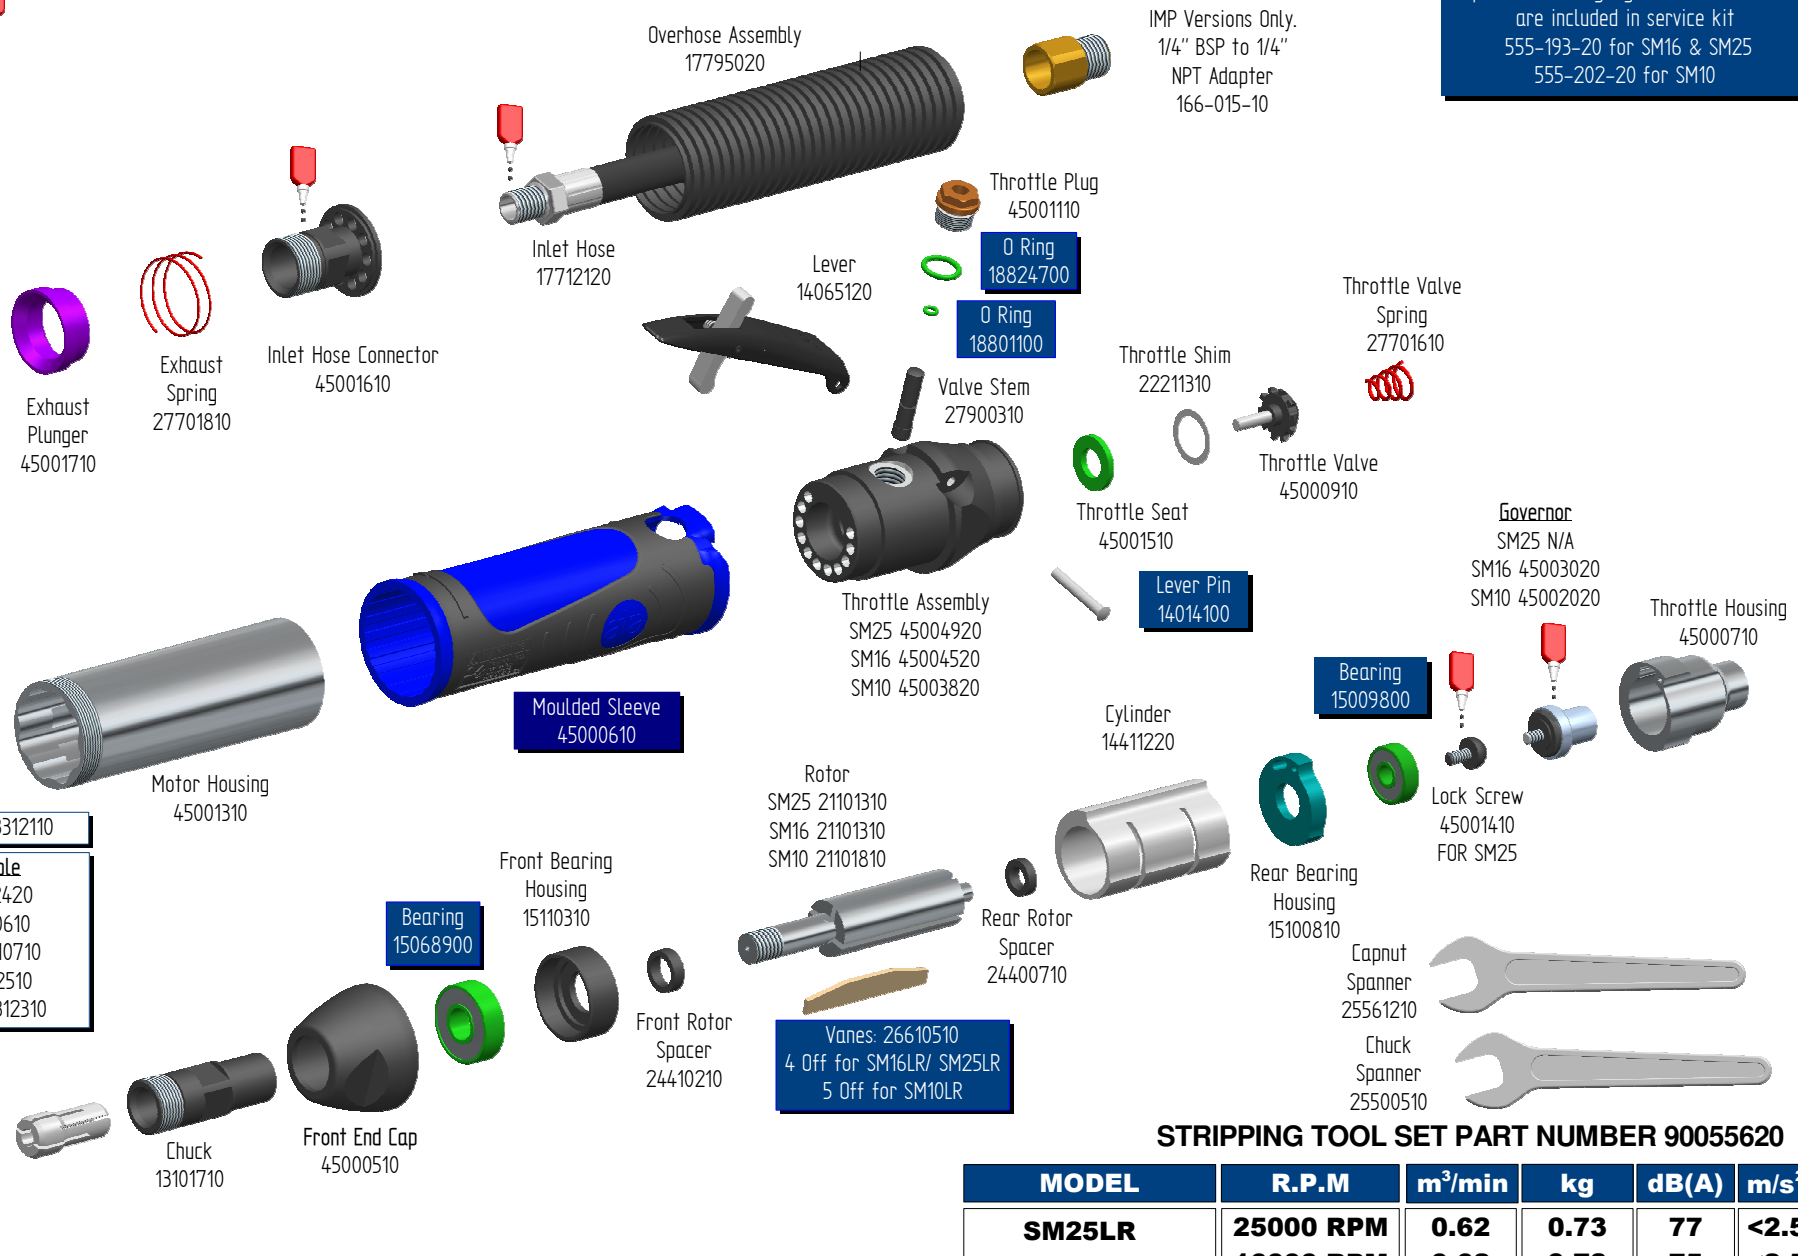 Overhose Assembly
17795020
IMP Versions Only.
1/4" BSP to 1/4"
NPT Adapter
166-015-10
are included in service kit
555-193-20 for SM16 & SM25
555-202-20 for SM10
Throttle Plug
45001110
O Ring
18824700
O Ring
18801100
Inlet Hose
17712120
Lever
14065120
Throttle Valve
Spring
27701610
Exhaust
Plunger
45001710
Exhaust
Spring
27701810
Inlet Hose Connector
45001610
Valve Stem
27900310
Throttle Shim
22211310
Throttle Valve
45000910
Throttle Seat
45001510
Governor
SM25 N/A
SM16 45003020
SM10 45002020
Throttle Housing
45000710
Lever Pin
14014100
Throttle Assembly
SM25 45004920
SM16 45004520
SM10 45003820
Moulded Sleeve
45000610
Bearing
15009800
Motor Housing
45001310
Cylinder
14411220
Rotor
SM25 21101310
SM16 21101310
SM10 21101810
Lock Screw
45001410
FOR SM25
312110
2420
0610
10710
2510
312310
Front Bearing
Housing
15110310
Bearing
15068900
Rear Rotor
Spacer
24400710
Rear Bearing
Housing
15100810
Capnut
Spanner
25561210
Front Rotor
Spacer
24410210
Vanes: 26610510
4 Off for SM16LR/ SM25LR
5 Off for SM10LR
Chuck
Spanner
25500510
Chuck
13101710
Front End Cap
45000510
STRIPPING TOOL SET PART NUMBER 90055620
MODEL R.P.M m³/min kg dB(A) m/s²
SM25LR 25000 RPM 0.62 0.73 77 <2.5